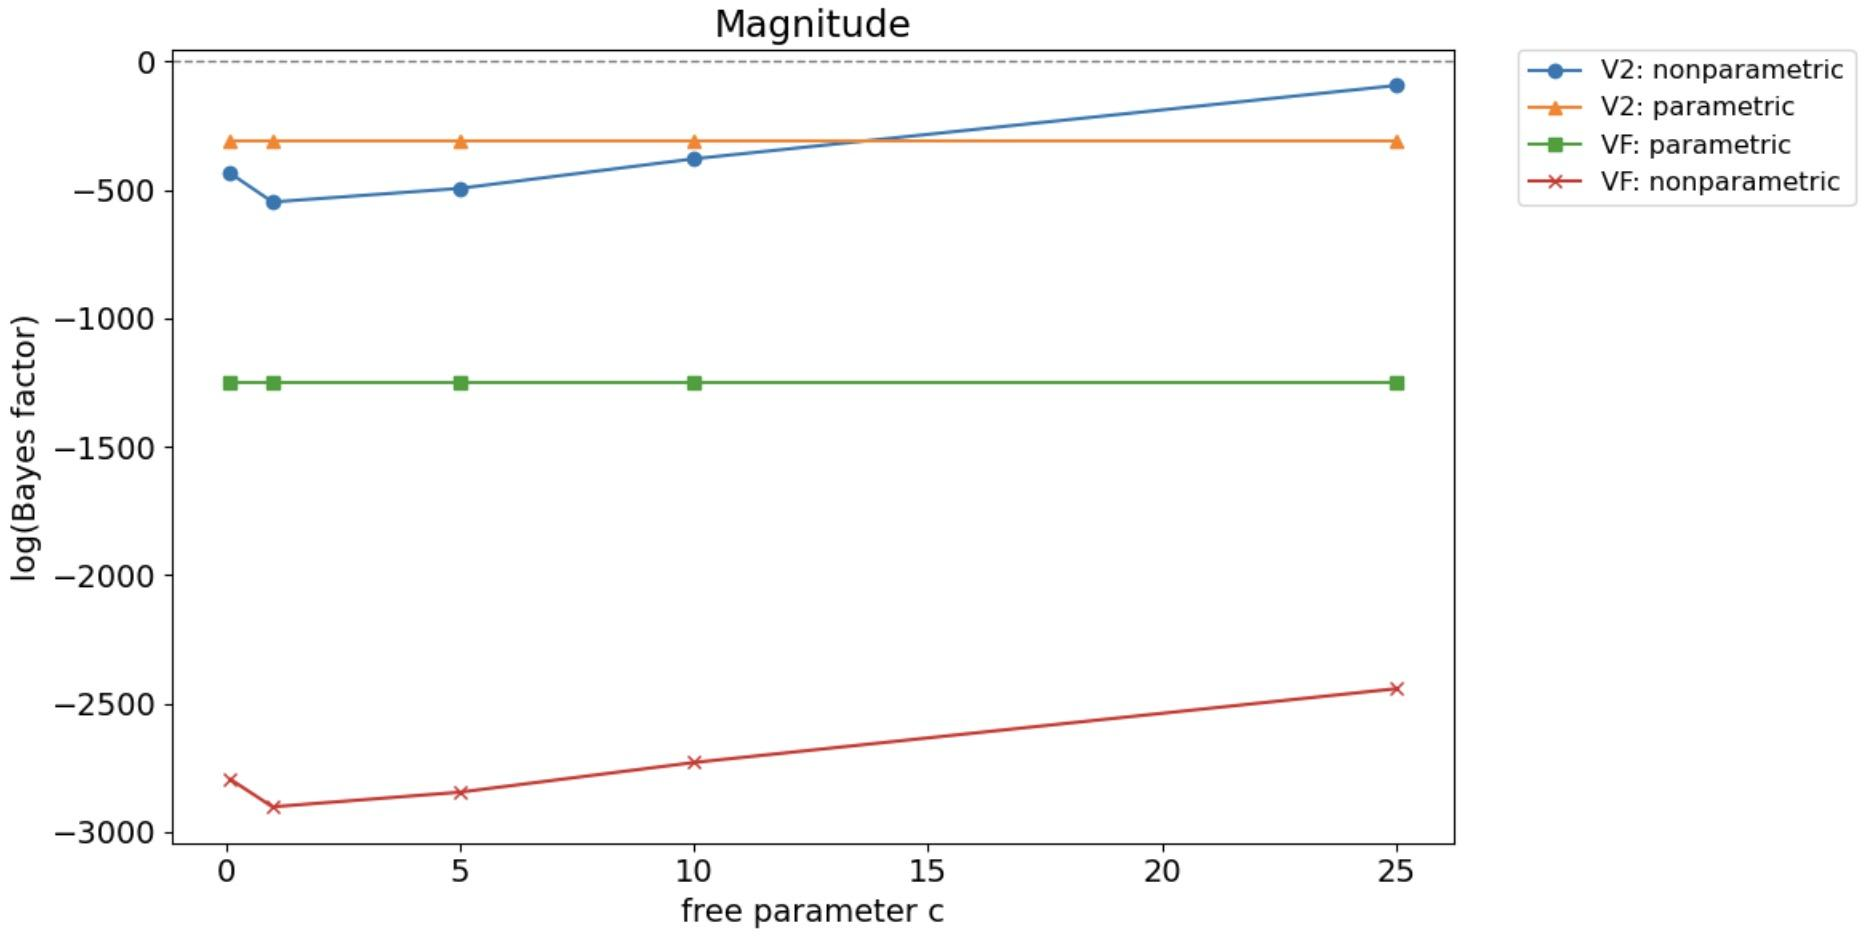 Magnitude
V2: nonparametric
V2: parametric
VF: parametric
VF: nonparametric
log(Bayes factor)
0
−500
−1000
−1500
−2000
−2500
−3000
0 5 10 15 20 25
free parameter c